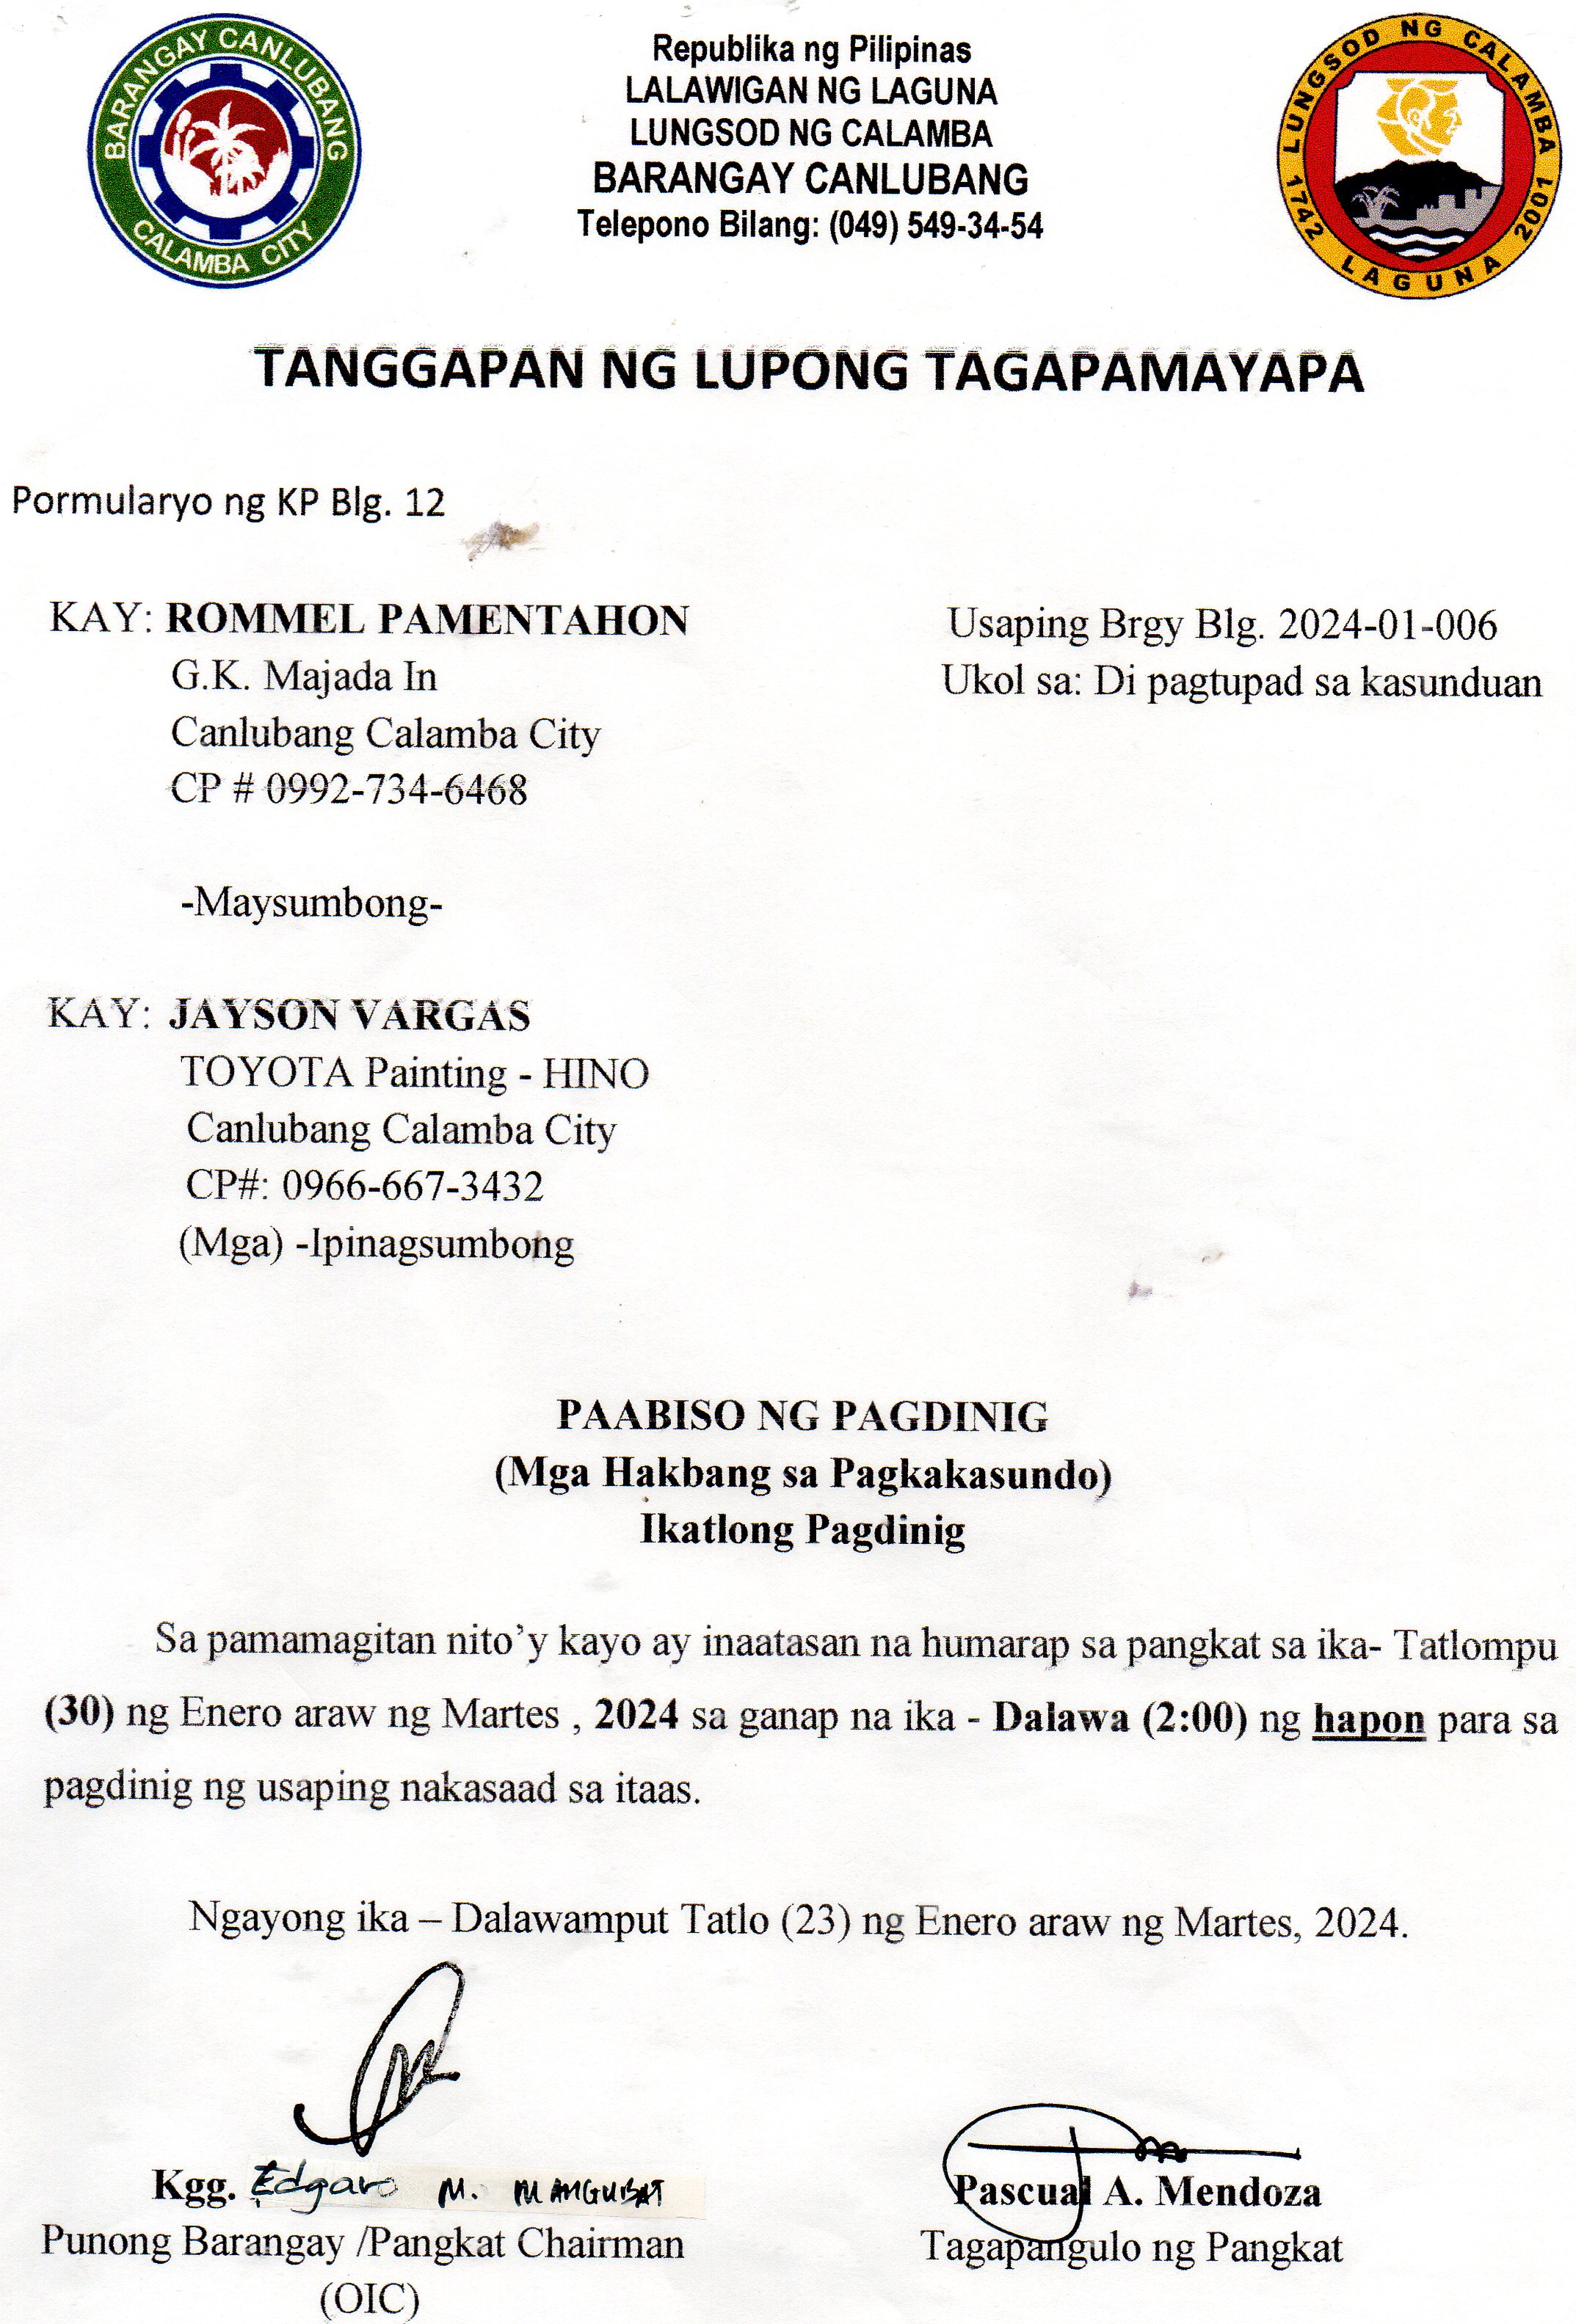 BARANGAY CANLUBANG
CALAMBA CITY
Republika ng Pilipinas
LALAWIGAN NG LAGUNA
LUNGSOD NG CALAMBA
BARANGAY CANLUBANG
Telepono Bilang: (049) 549-34-54
LUNGSOD NG CALAMBA
1742 LAGUNA 2001
TANGGAPAN NG LUPONG TAGAPAMAYAPA
Pormularyo ng KP Blg. 12
KAY: ROMMEL PAMENTAHON
G.K. Majada In
Canlubang Calamba City
CP # 0992-734-6468
-Maysumbong-
Usaping Brgy Blg. 2024-01-006
Ukol sa: Di pagtupad sa kasunduan
KAY: JAYSON VARGAS
TOYOTA Painting - HINO
Canlubang Calamba City
CP#: 0966-667-3432
(Mga) -Ipinagsumbong
PAABISO NG PAGDINIG
(Mga Hakbang sa Pagkakasundo)
Ikatlong Pagdinig
Sa pamamagitan nito’y kayo ay inaatasan na humarap sa pangkat sa ika- Tatlompu
(30) ng Enero araw ng Martes , 2024 sa ganap na ika - Dalawa (2:00) ng hapon para sa
pagdinig ng usaping nakasaad sa itaas.
Ngayong ika – Dalawamput Tatlo (23) ng Enero araw ng Martes, 2024.
Kgg. Edgaro M. MANGUBAT
Punong Barangay /Pangkat Chairman
(OIC)
Pascual A. Mendoza
Tagapangulo ng Pangkat